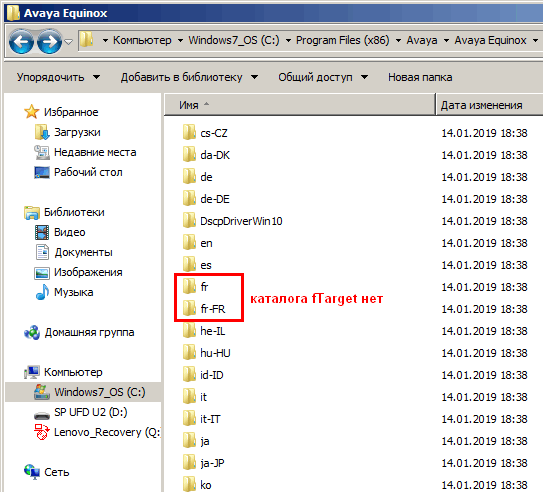 Avaya Equinox
Компьютер Windows7_OS (C:) Program Files (x86) Avaya Avaya Equinox
Упорядочить Добавить в библиотеку Общий доступ Новая папка
Избранное
Загрузки
Недавние места
Рабочий стол
Библиотеки
Видео
Документы
Изображения
Музыка
Домашняя группа
Компьютер
Windows7_OS (C:)
SP UFD U2 (D:)
Lenovo_Recovery (Q:
Сеть
Имя Дата изменения
cs-CZ 14.01.2019 18:38
da-DK 14.01.2019 18:38
de 14.01.2019 18:38
de-DE 14.01.2019 18:38
DscpDriverWin10 14.01.2019 18:38
en 14.01.2019 18:38
es 14.01.2019 18:38
fr 14.01.2019 18:38
fr-FR 14.01.2019 18:38
каталога fTarget нет
he-IL 14.01.2019 18:38
hu-HU 14.01.2019 18:38
id-ID 14.01.2019 18:38
it 14.01.2019 18:38
it-IT 14.01.2019 18:38
ja 14.01.2019 18:38
ja-JP 14.01.2019 18:38
ko 14.01.2019 18:38